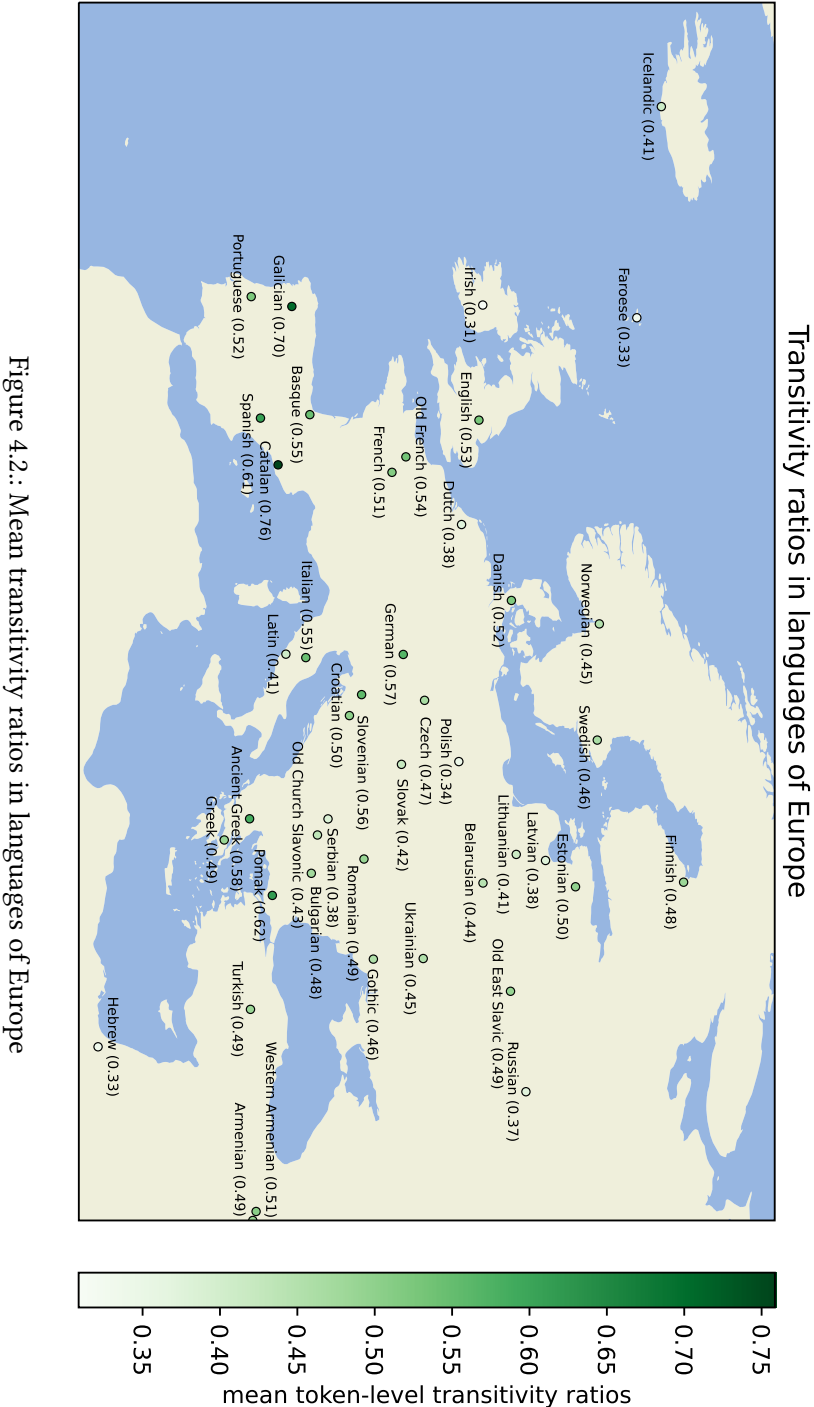 Transitivity ratios in languages of Europe
Icelandic (0.41)
Faroese (0.33)
Finnish (0.48)
Norwegian (0.45)
Swedish (0.46)
Estonian (0.50)
Latvian (0.38)
Lithuanian (0.41)
Irish (0.31)
English (0.53)
Danish (0.52)
Old East Slavic (0.49)
Russian (0.37)
Dutch (0.38)
Polish (0.34)
Belarusian (0.44)
Old French (0.54)
French (0.51)
German (0.57)
Czech (0.47)
Slovak (0.42)
Ukrainian (0.45)
Slovenian (0.56)
Croatian (0.50)
Romanian (0.49)
Gothic (0.46)
Serbian (0.38)
Bulgarian (0.48)
Old Church Slavonic (0.43)
Basque (0.55)
Italian (0.55)
Galician (0.70)
Latin (0.41)
Catalan (0.76)
Spanish (0.61)
Portuguese (0.52)
Pomak (0.62)
Ancient Greek (0.58)
Greek (0.49)
Western Armenian (0.51)
Turkish (0.49)
Armenian (0.49)
Hebrew (0.33)
0.75
0.70
0.65
0.60
0.55
0.50
0.45
0.40
0.35
mean token-level transitivity ratios
Figure 4.2.: Mean transitivity ratios in languages of Europe